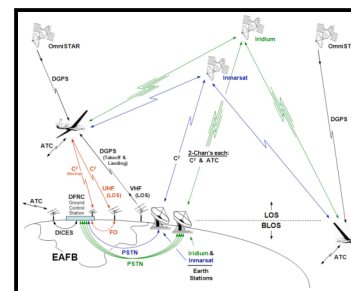 OmniSTAR
Iridium
OmniST
Inmarsat
DGPS
DGPS
ATC
DGPS
(Takeoff &
Landing)
C²
2-Chan's each:
C² & ATC
C²
C²
UHF
(LOS)
VHF
(LOS)
ATC
DFRC
Ground
Control
Station
LOS
BLOS
ATC
DICES
FO
EAFB
PSTN
PSTN
Iridium &
Inmarsat
Earth
Stations